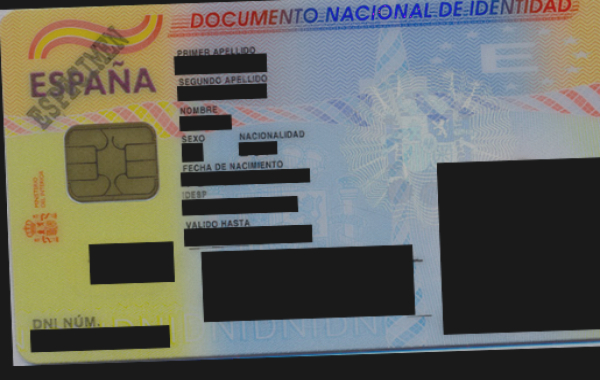 DOCUMENTO NACIONAL DE IDENTIDAD
ESPAÑA
ESPECIMEN
PRIMER APELLIDO
SEGUNDO APELLIDO
NOMBRE
SEXO NACIONALIDAD
FECHA DE NACIMIENTO
IDESP
VALIDO HASTA
MINISTERIO
DEL INTERIOR
DNI NÚM.
E
DNIDNIDNI